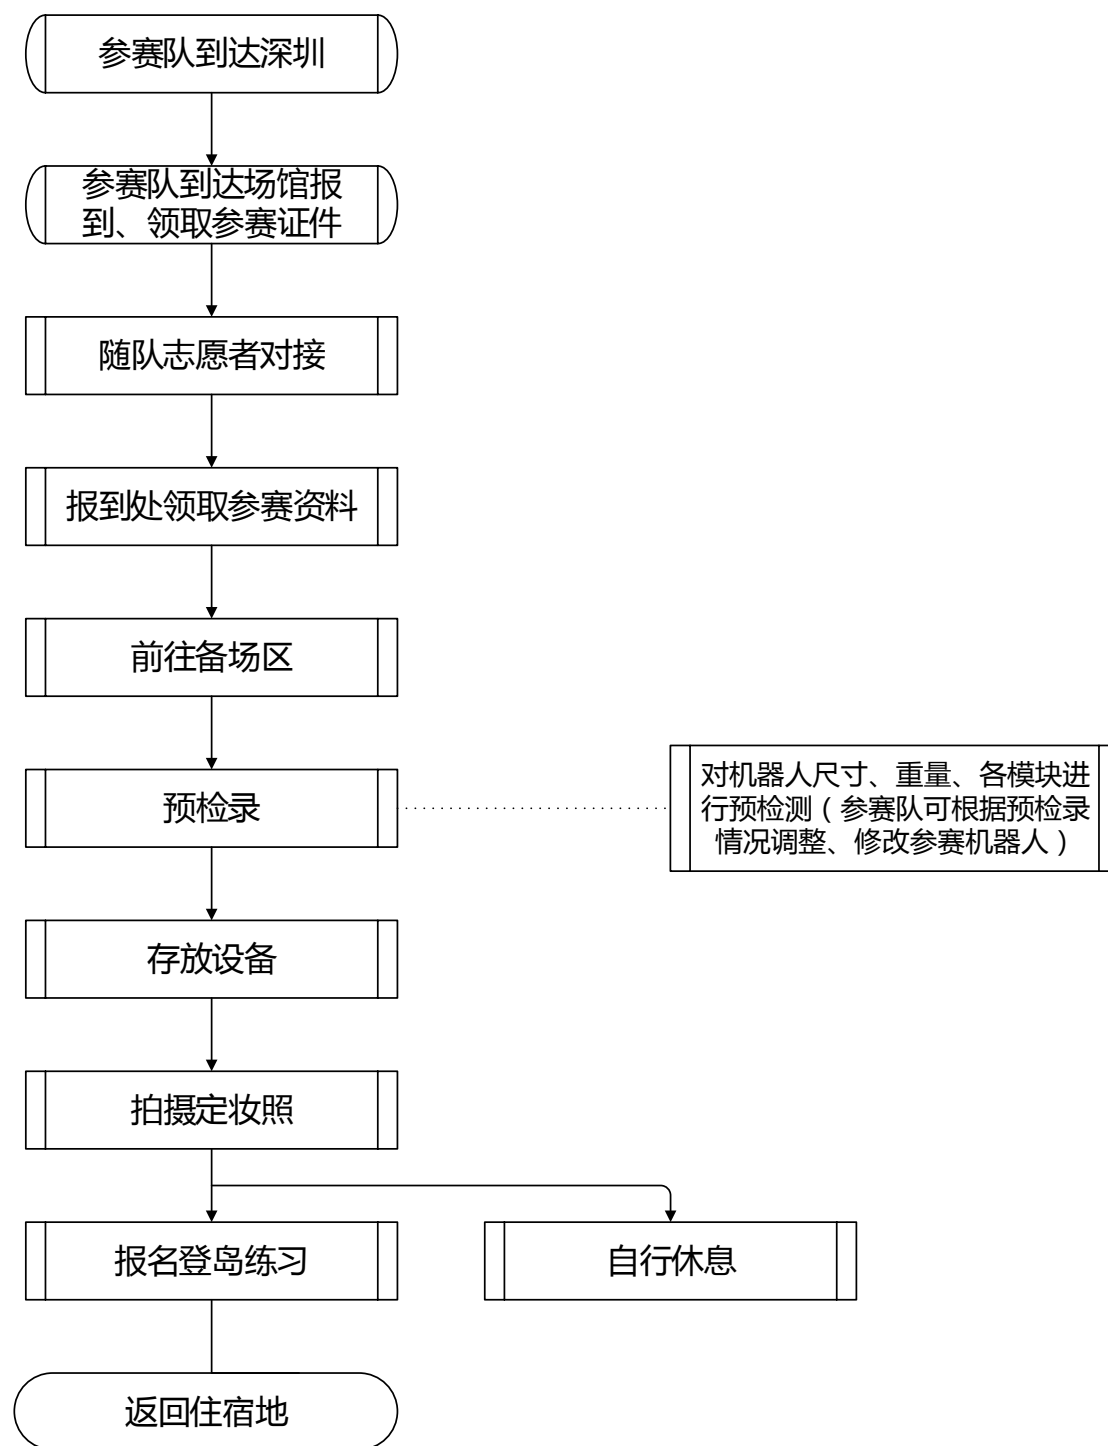 参赛队到达深圳
参赛队到达场馆报
到、领取参赛证件
随队志愿者对接
报到处领取参赛资料
前往备场区
预检录
对机器人尺寸、重量、各模块进
行预检测（参赛队可根据预检录
情况调整、修改参赛机器人）
存放设备
拍摄定妆照
报名登岛练习
自行休息
返回住宿地